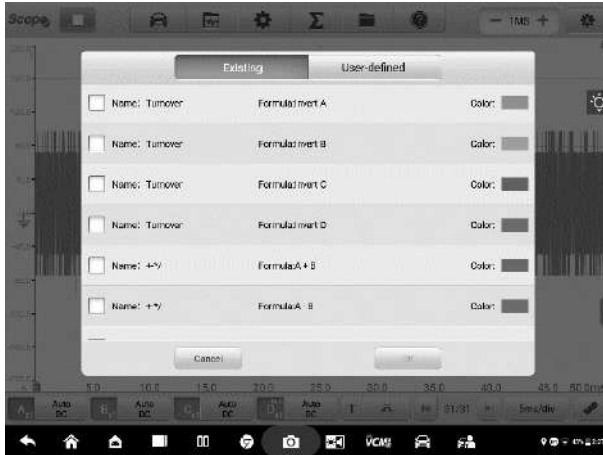 Scope
1MS
Existing User-defined
Name: Turnover Formula:Invert A Color:
Name: Turnover Formula:Invert B Color:
Name: Turnover Formula:Invert C Color:
Name: Turnover Formula:Invert D Color:
Name: +-*/ Formula:A + B Color:
Name: +-*/ Formula:A - B Color:
Cancel OK
5.0 10.0 15.0 20.0 25.0 30.0 35.0 40.0 45.0 50.0ms
A Auto DC B Auto DC C Auto DC D Auto DC 31/31 5ms/div
VCMI